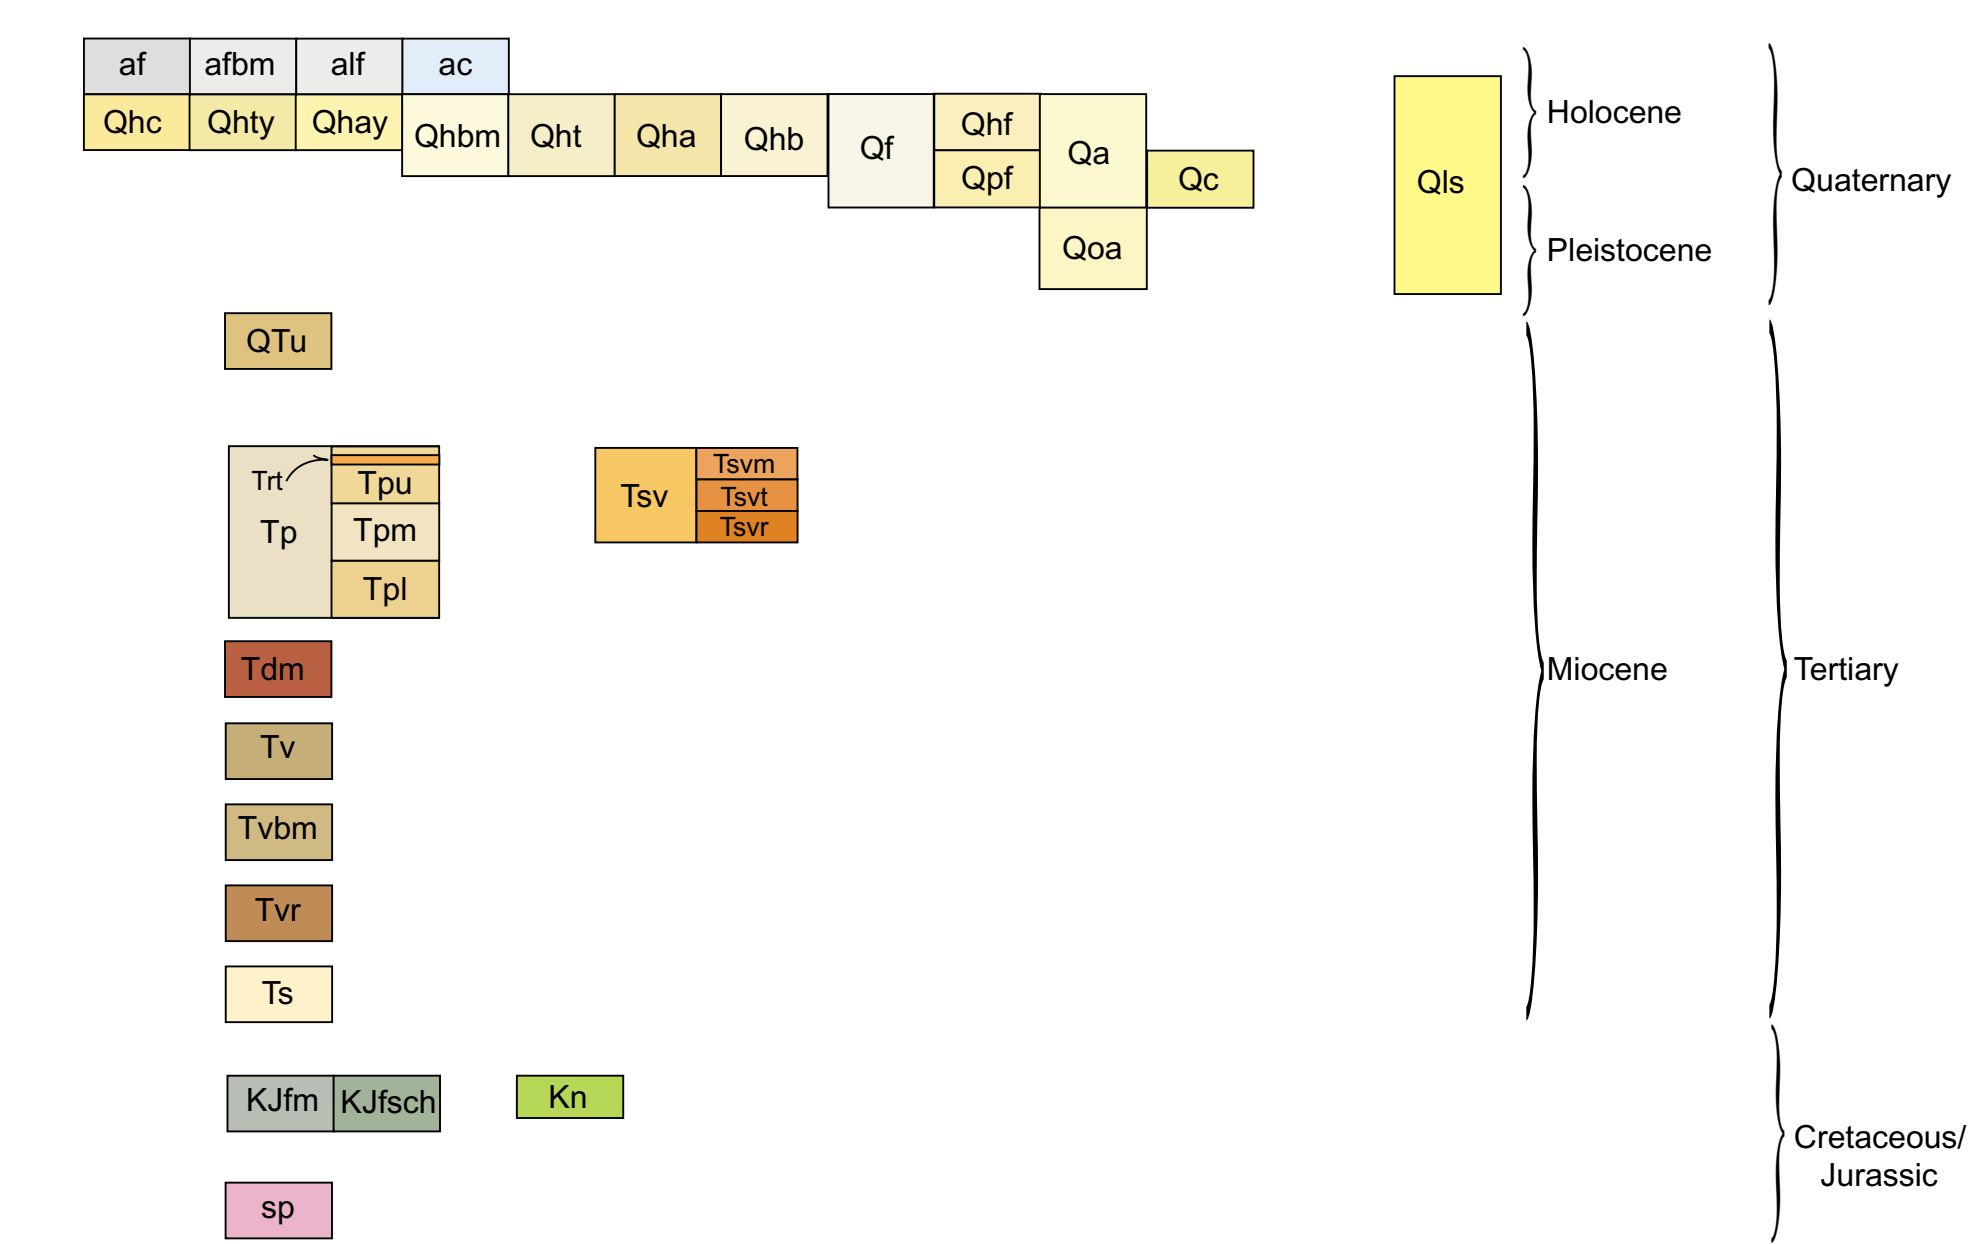 af
afbm
alf
ac
Qhc
Qhty
Qhay
Qhbm
Qht
Qha
Qhb
Qf
Qhf
Qpf
Qa
Qc
Qoa
Qls
Holocene
Pleistocene
Quaternary
QTu
Trt
Tp
Tpu
Tpm
Tpl
Tsv
Tsvm
Tsvt
Tsvr
Tdm
Tv
Tvbm
Tvr
Ts
Miocene
Tertiary
KJfm
KJfsch
Kn
sp
Cretaceous/
Jurassic